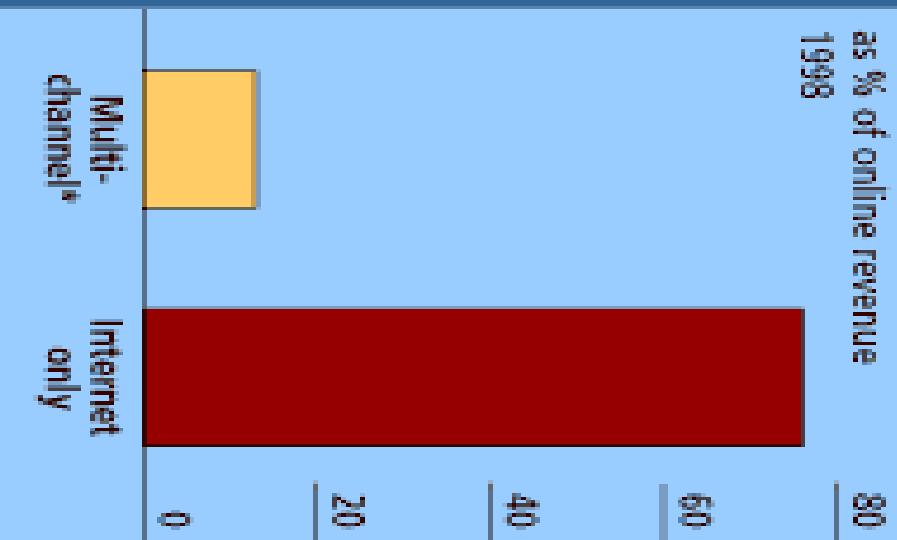 as % of online revenue
1998
80
60
40
20
0
Multi-
channel*
Internet
only